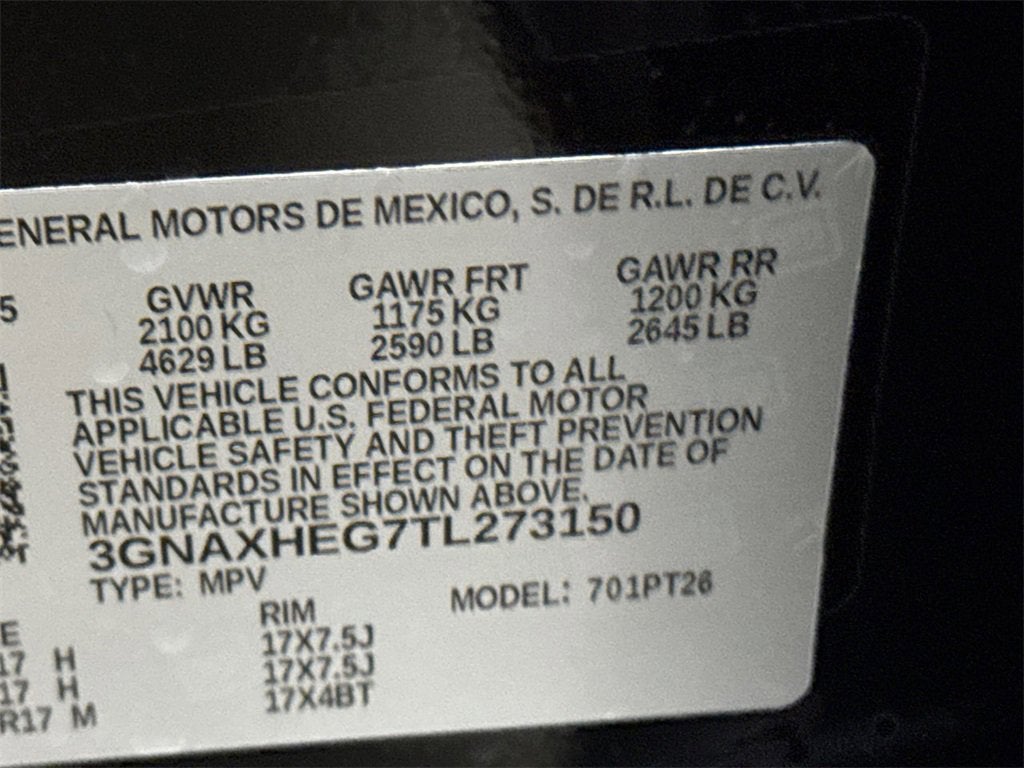 ENERAL MOTORS DE MEXICO, S. DE R.L. DE C.V.
5 GVWR GAWR FRT GAWR RR
2100 KG 1175 KG 1200 KG
4629 LB 2590 LB 2645 LB
THIS VEHICLE CONFORMS TO ALL
APPLICABLE U.S. FEDERAL MOTOR
VEHICLE SAFETY AND THEFT PREVENTION
STANDARDS IN EFFECT ON THE DATE OF
MANUFACTURE SHOWN ABOVE.
3GNAXHEG7TL273150
TYPE: MPV MODEL: 701PT26
E RIM
17 H 17X7.5J
17 H 17X7.5J
R17 M 17X4BT